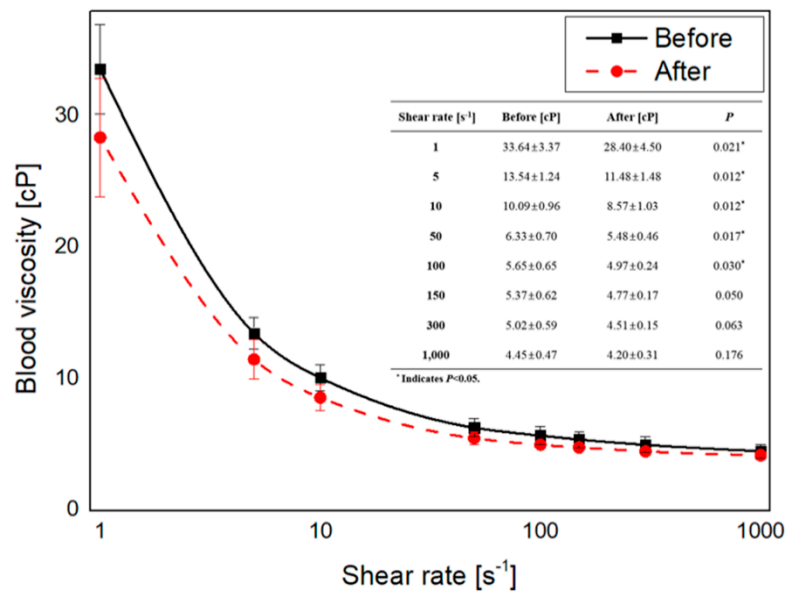 Before
After
Shear rate [s⁻¹] Before [cP] After [cP] P
1 33.64±3.37 28.40±4.50 0.021*
5 13.54±1.24 11.48±1.48 0.012*
10 10.09±0.96 8.57±1.03 0.012*
50 6.33±0.70 5.48±0.46 0.017*
100 5.65±0.65 4.97±0.24 0.030*
150 5.37±0.62 4.77±0.17 0.050
300 5.02±0.59 4.51±0.15 0.063
1,000 4.45±0.47 4.20±0.31 0.176
* Indicates P<0.05.
Blood viscosity [cP]
30
20
10
0
1 10 100 1000
Shear rate [s⁻¹]